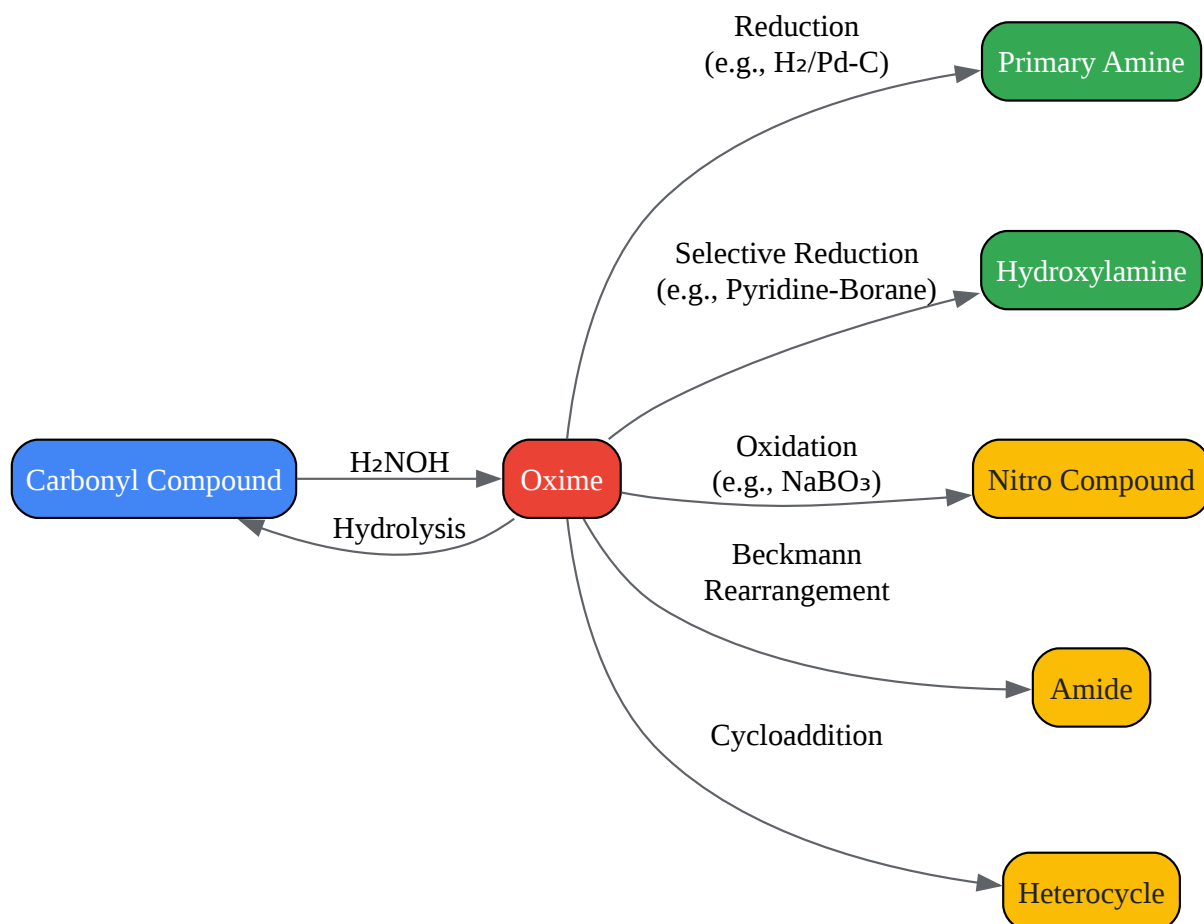 Reduction
(e.g., H₂/Pd-C)
Primary Amine
Selective Reduction
(e.g., Pyridine-Borane)
Hydroxylamine
Carbonyl Compound
H₂NOH
Hydrolysis
Oxime
Oxidation
(e.g., NaBO₃)
Nitro Compound
Beckmann
Rearrangement
Amide
Cycloaddition
Heterocycle